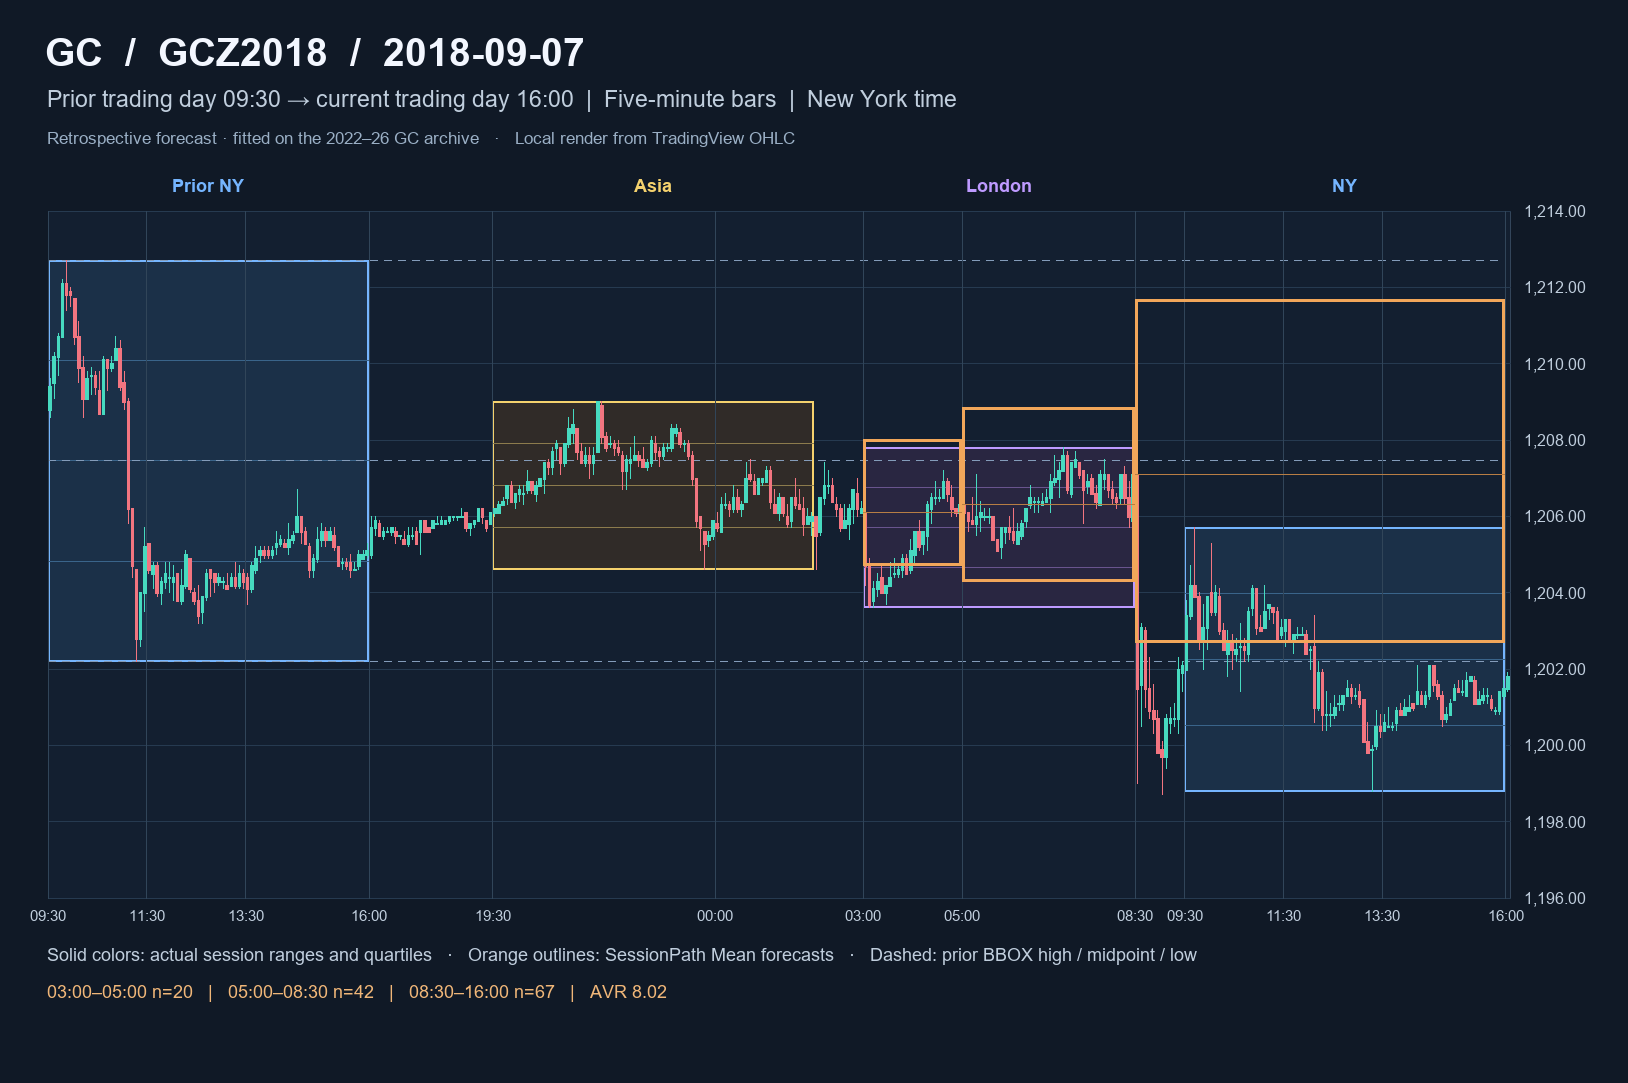 GC / GCZ2018 / 2018-09-07
Prior trading day 09:30 → current trading day 16:00 | Five-minute bars | New York time
Retrospective forecast · fitted on the 2022–26 GC archive · Local render from TradingView OHLC
Prior NY Asia London NY
1,214.00
1,212.00
1,210.00
1,208.00
1,206.00
1,204.00
1,202.00
1,200.00
1,198.00
1,196.00
09:30 11:30 13:30 16:00 19:30 00:00 03:00 05:00 08:30 09:30 11:30 13:30 16:00
Solid colors: actual session ranges and quartiles · Orange outlines: SessionPath Mean forecasts · Dashed: prior BBOX high / midpoint / low
03:00–05:00 n=20 | 05:00–08:30 n=42 | 08:30–16:00 n=67 | AVR 8.02